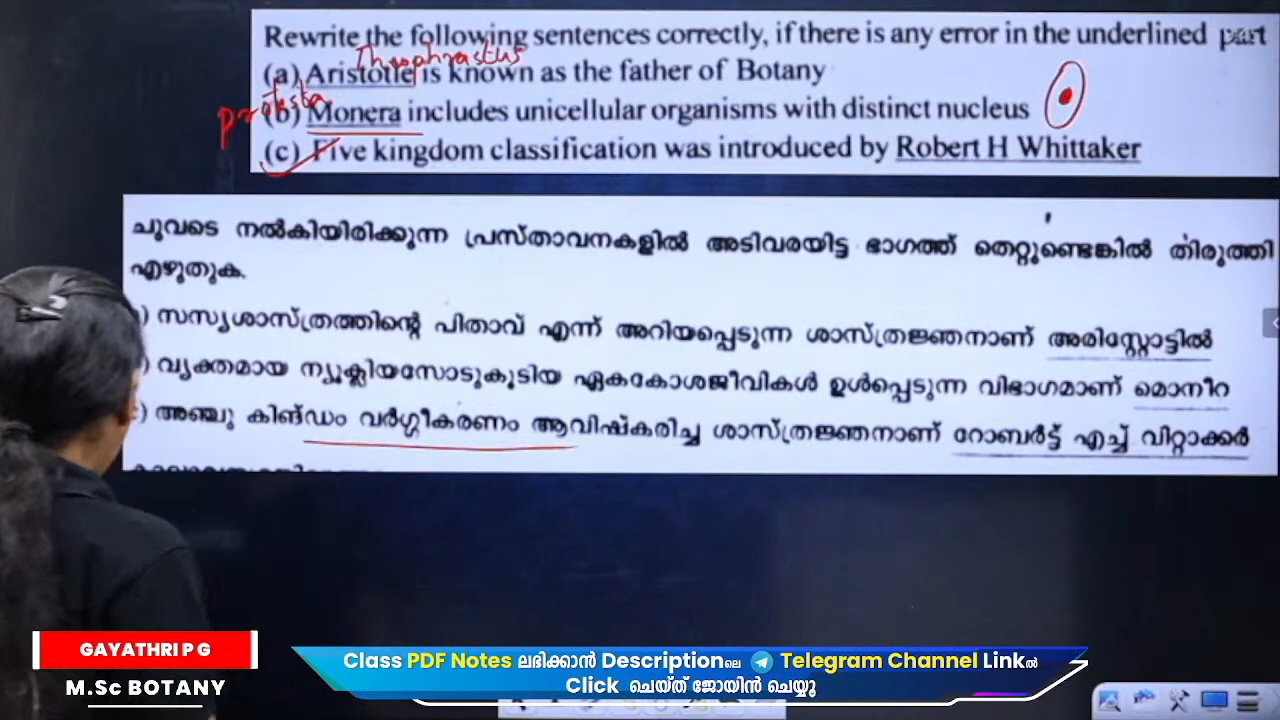 Rewrite the following sentences correctly, if there is any error in the underlined part
Theophrastus
(a) Aristotle is known as the father of Botany
protista
(b) Monera includes unicellular organisms with distinct nucleus
(c) Five kingdom classification was introduced by Robert H Whittaker
ചുവടെ നൽകിയിരിക്കുന്ന പ്രസ്താവനകളിൽ അടിവരയിട്ട ഭാഗത്ത് തെറ്റുണ്ടെങ്കിൽ തിരുത്തി
എഴുതുക.
) സസ്യശാസ്ത്രത്തിന്റെ പിതാവ് എന്ന് അറിയപ്പെടുന്ന ശാസ്ത്രജ്ഞനാണ് അരിസ്റ്റോട്ടിൽ
) വ്യക്തമായ ന്യൂക്ലിയസോടുകൂടിയ ഏകകോശജീവികൾ ഉൾപ്പെടുന്ന വിഭാഗമാണ് മൊനീറ
) അഞ്ചു കിങ്ഡം വർഗ്ഗീകരണം ആവിഷ്കരിച്ച ശാസ്ത്രജ്ഞനാണ് റോബർട്ട് എച്ച് വിറ്റാക്കർ
GAYATHRI P G
M.Sc BOTANY
Class PDF Notes ലഭിക്കാൻ Descriptionലെ Telegram Channel Linkൽ
Click ചെയ്ത് ജോയിൻ ചെയ്യൂ